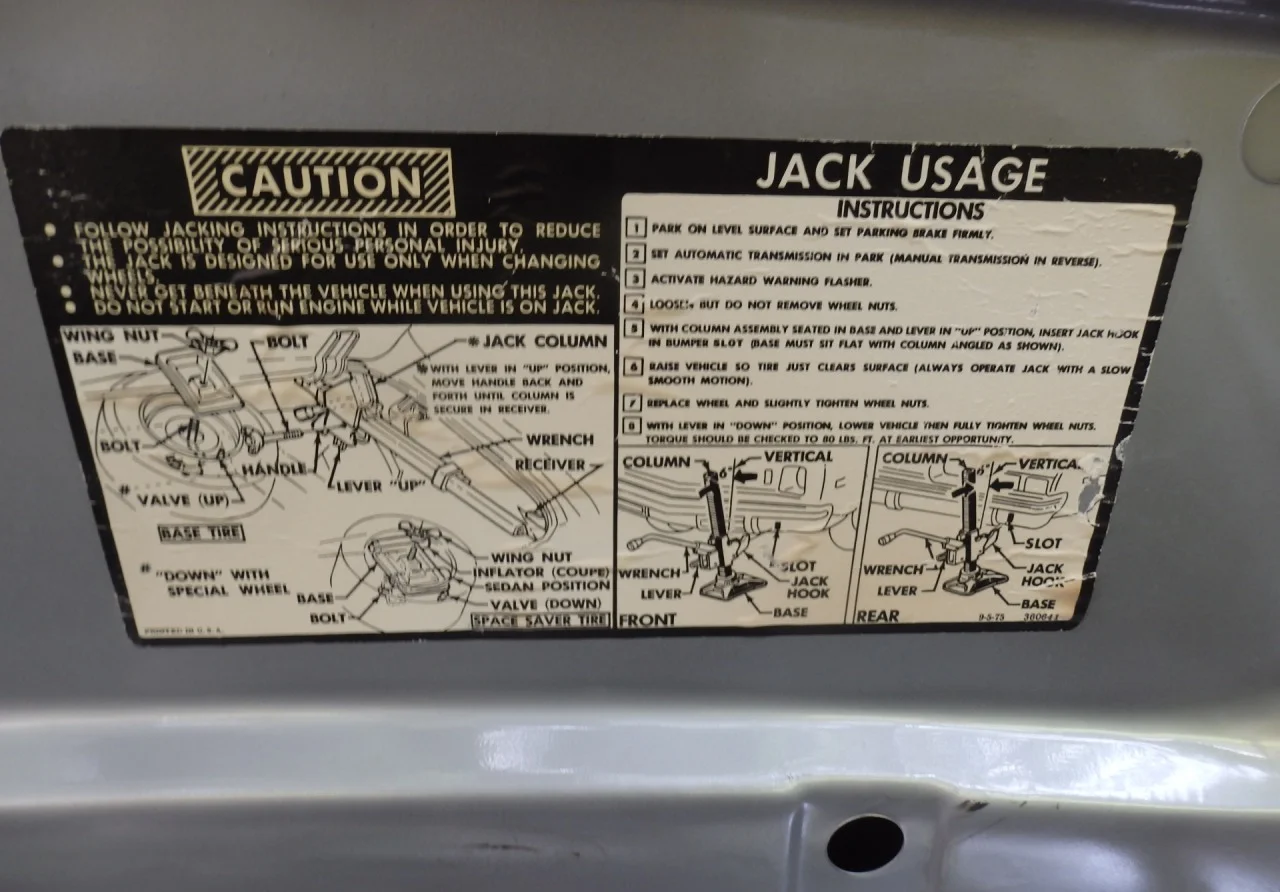 CAUTION
• FOLLOW JACKING INSTRUCTIONS IN ORDER TO REDUCE
THE POSSIBILITY OF SERIOUS PERSONAL INJURY.
• THE JACK IS DESIGNED FOR USE ONLY WHEN CHANGING
WHEELS.
• NEVER GET BENEATH THE VEHICLE WHEN USING THIS JACK.
• DO NOT START OR RUN ENGINE WHILE VEHICLE IS ON JACK.
WING NUT
BASE
BOLT
* JACK COLUMN
* WITH LEVER IN "UP" POSITION,
MOVE HANDLE BACK AND
FORTH UNTIL COLUMN IS
SECURE IN RECEIVER.
BOLT
HANDLE
WRENCH
RECEIVER
LEVER "UP"
# VALVE (UP)
BASE TIRE
# "DOWN" WITH
SPECIAL WHEEL
BASE
BOLT
WING NUT
INFLATOR (COUPE)
SEDAN POSITION
VALVE (DOWN)
SPACE SAVER TIRE
PRINTED IN U.S.A.
JACK USAGE
INSTRUCTIONS
1 PARK ON LEVEL SURFACE AND SET PARKING BRAKE FIRMLY.
2 SET AUTOMATIC TRANSMISSION IN PARK (MANUAL TRANSMISSION IN REVERSE).
3 ACTIVATE HAZARD WARNING FLASHER.
4 LOOSEN BUT DO NOT REMOVE WHEEL NUTS.
5 WITH COLUMN ASSEMBLY SEATED IN BASE AND LEVER IN "UP" POSITION, INSERT JACK HOOK
IN BUMPER SLOT (BASE MUST SIT FLAT WITH COLUMN ANGLED AS SHOWN).
6 RAISE VEHICLE SO TIRE JUST CLEARS SURFACE (ALWAYS OPERATE JACK WITH A SLOW
SMOOTH MOTION).
7 REPLACE WHEEL AND SLIGHTLY TIGHTEN WHEEL NUTS.
8 WITH LEVER IN "DOWN" POSITION, LOWER VEHICLE THEN FULLY TIGHTEN WHEEL NUTS.
TORQUE SHOULD BE CHECKED TO 80 LBS. FT. AT EARLIEST OPPORTUNITY.
COLUMN
VERTICAL
6°
WRENCH
LEVER
SLOT
JACK
HOOK
BASE
FRONT
COLUMN
VERTICAL
6°
SLOT
WRENCH
LEVER
JACK
HOOK
BASE
REAR
9-5-75